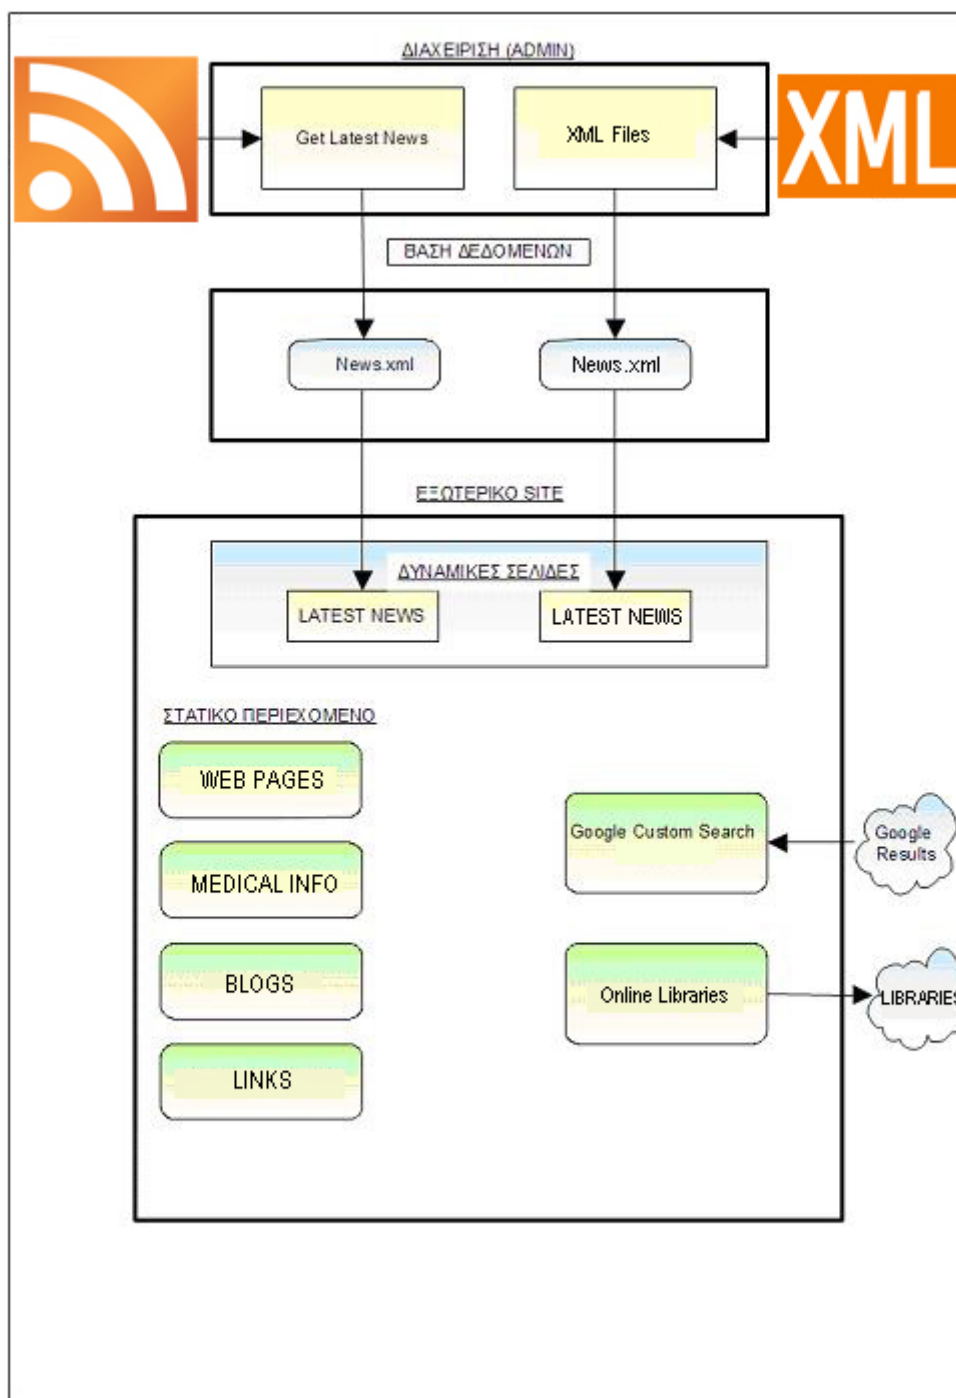 ΔΙΑΧΕΙΡΙΣΗ (ADMIN)
Get Latest News
XML Files
XML
ΒΑΣΗ ΔΕΔΟΜΕΝΩΝ
News.xml
News.xml
ΕΞΩΤΕΡΙΚΟ SITE
ΔΥΝΑΜΙΚΕΣ ΣΕΛΙΔΕΣ
LATEST NEWS
LATEST NEWS
ΣΤΑΤΙΚΟ ΠΕΡΙΕΧΟΜΕΝΟ
WEB PAGES
MEDICAL INFO
BLOGS
LINKS
Google Custom Search
Google
Results
Online Libraries
LIBRARIES